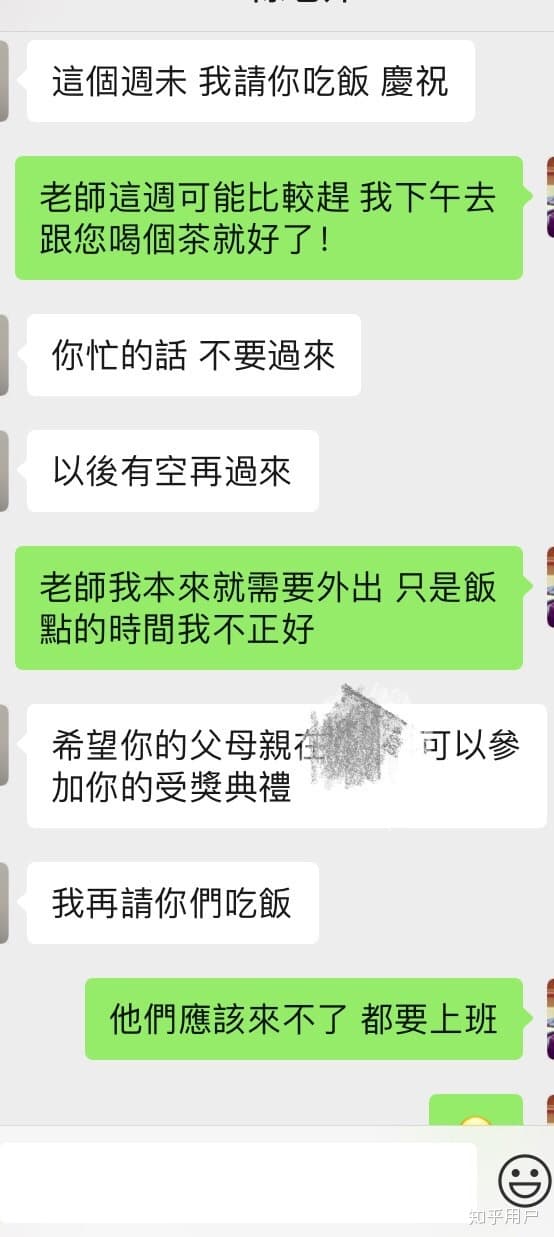 這個週未 我請你吃飯 慶祝
老師這週可能比較趕 我下午去
跟您喝個茶就好了!
你忙的話 不要過來
以後有空再過來
老師我本來就需要外出 只是飯
點的時間我不正好
希望你的父母親在 可以參
加你的受獎典禮
我再請你們吃飯
他們應該來不了 都要上班
知乎用户